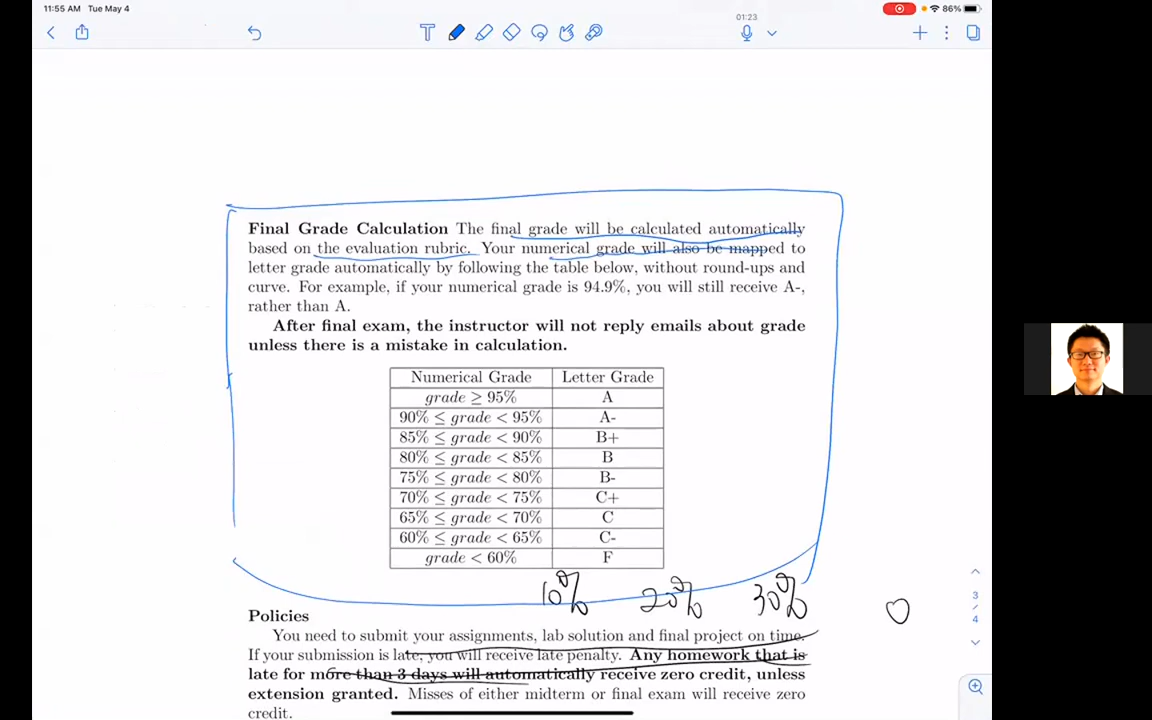 11:55 AM Tue May 4
86%
01:23
Final Grade Calculation The final grade will be calculated automatically
based on the evaluation rubric. Your numerical grade will also be mapped to
letter grade automatically by following the table below, without round-ups and
curve. For example, if your numerical grade is 94.9%, you will still receive A-,
rather than A.
After final exam, the instructor will not reply emails about grade
unless there is a mistake in calculation.
Numerical Grade Letter Grade
grade ≥ 95% A
90% ≤ grade < 95% A-
85% ≤ grade < 90% B+
80% ≤ grade < 85% B
75% ≤ grade < 80% B-
70% ≤ grade < 75% C+
65% ≤ grade < 70% C
60% ≤ grade < 65% C-
grade < 60% F
10% 20% 30% 0
Policies
You need to submit your assignments, lab solution and final project on time.
If your submission is late, you will receive late penalty. Any homework that is
late for more than 3 days will automatically receive zero credit, unless
extension granted. Misses of either midterm or final exam will receive zero
credit.
3
/
4